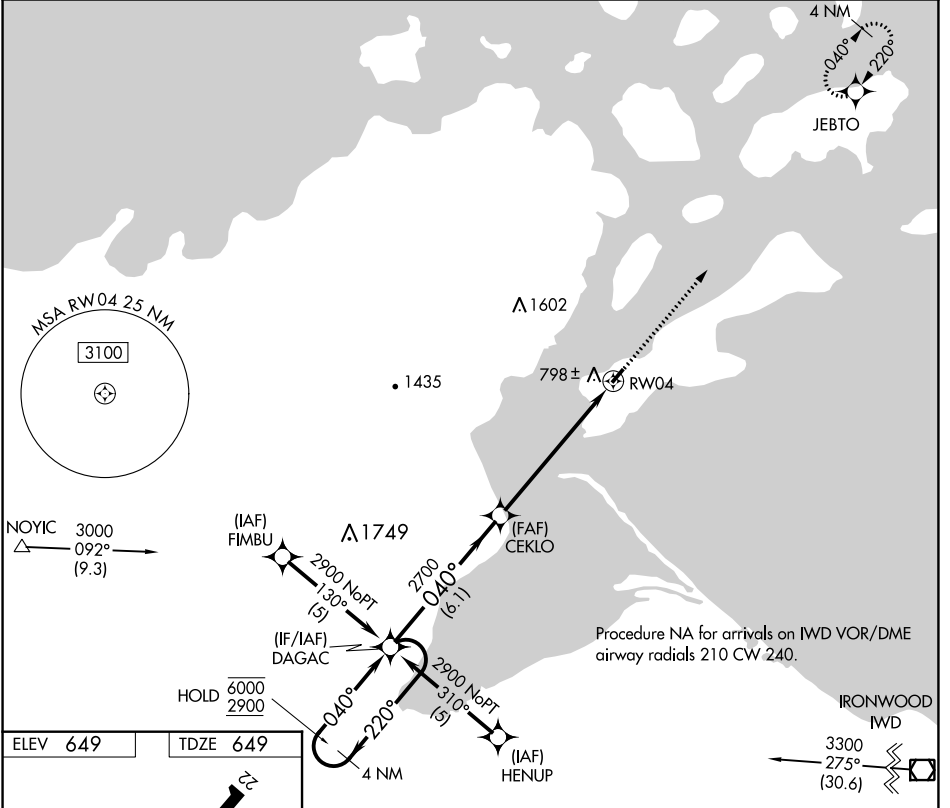 4 NM
040°
220°
JEBTO
MSA RW04 25 NM
3100
1602
1435
798±
RW04
NOYIC
3000
092°
(9.3)
(IAF)
FIMBU
1749
(FAF)
CEKLO
2900 NoPT
130°
(5)
2700
040°
(6.1)
(IF/IAF)
DAGAC
Procedure NA for arrivals on IWD VOR/DME
airway radials 210 CW 240.
2900 NoPT
310°
(5)
HOLD
6000
2900
040°
220°
4 NM
(IAF)
HENUP
IRONWOOD
IWD
3300
275°
(30.6)
ELEV 649
TDZE 649
22